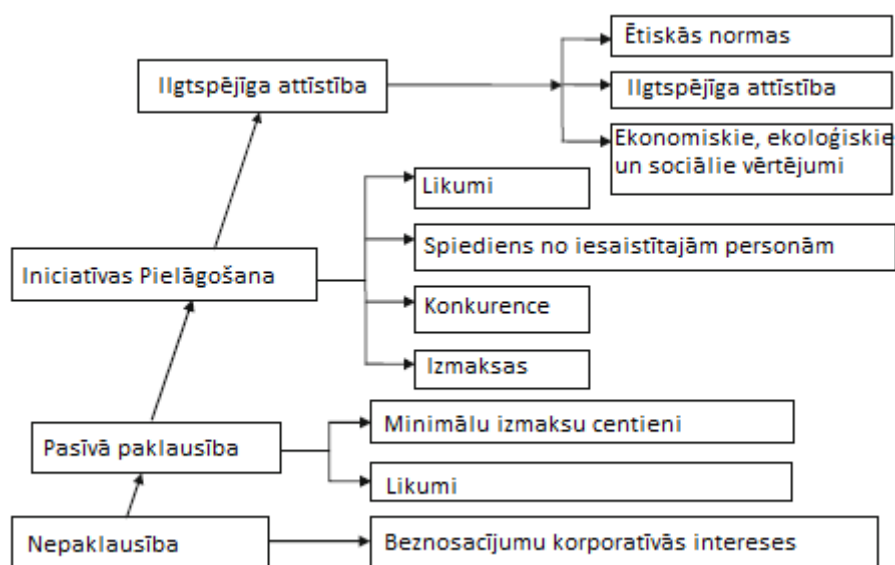 Ētiskās normas
Ilgtspējīga attīstība
Ilgtspējīga attīstība
Ekonomiskie, ekoloģiskie
un sociālie vērtējumi
Likumi
Spiediens no iesaistītajām personām
Iniciatīvas Pielāgošana
Konkurence
Izmaksas
Minimālu izmaksu centieni
Pasīvā paklausība
Likumi
Nepaklausība
Beznosacījumu korporatīvās intereses